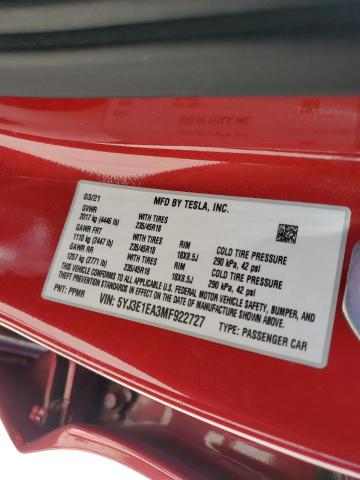 MFD BY TESLA, INC.
03/21
GVWR
2017 kg (4446 lb) WITH TIRES RIM COLD TIRE PRESSURE
GAWR FRT 235/45R18 18X8.5J 290 kPa, 42 psi
1110 kg (2447 lb) WITH TIRES RIM COLD TIRE PRESSURE
GAWR RR 235/45R18 18X8.5J 290 kPa, 42 psi
1257 kg (2771 lb)
THIS VEHICLE CONFORMS TO ALL APPLICABLE U.S. FEDERAL MOTOR VEHICLE SAFETY, BUMPER, AND
THEFT PREVENTION STANDARDS IN EFFECT ON THE DATE OF MANUFACTURE SHOWN ABOVE.
PNT: PPMR VIN: 5YJ3E1EA3MF922727 TYPE: PASSENGER CAR